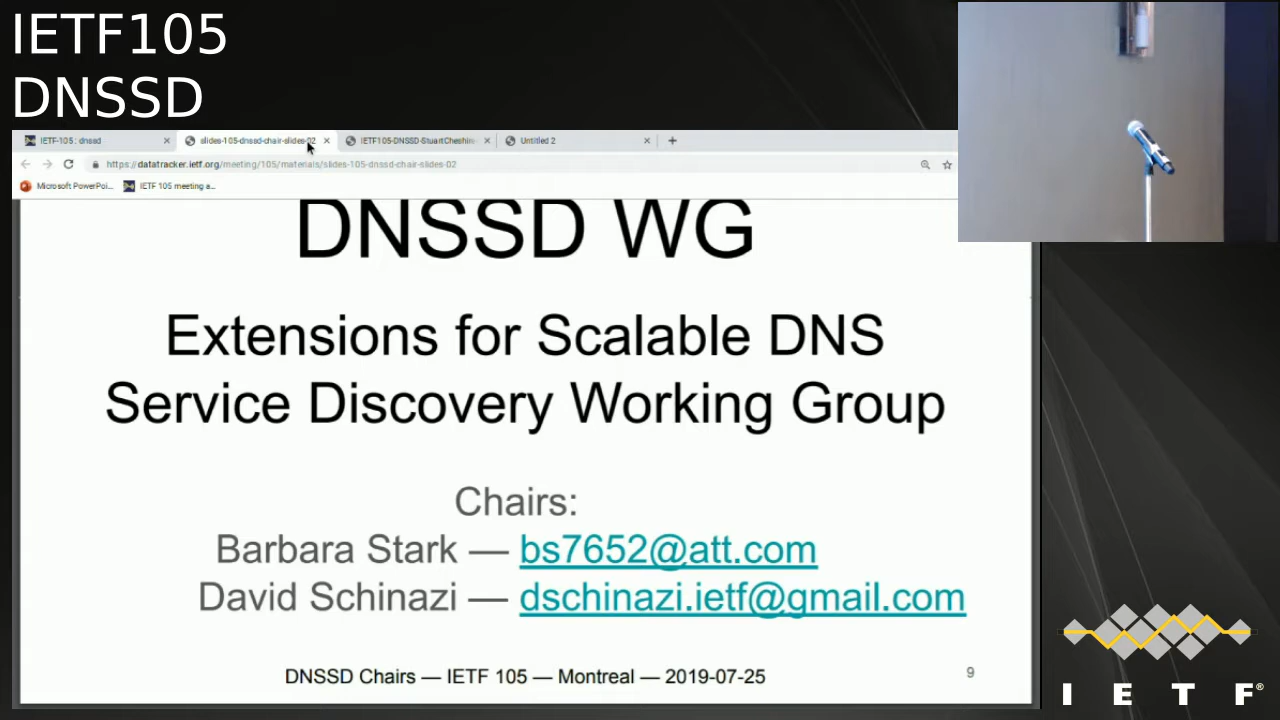 IETF105
DNSSD
IETF-105 : dnssd
slides-105-dnssd-chair-slides-02
IETF105-DNSSD-StuartCheshire
Untitled 2
https://datatracker.ietf.org/meeting/105/materials/slides-105-dnssd-chair-slides-02
Microsoft PowerPoi...
IETF 105 meeting a...
DNSSD WG
Extensions for Scalable DNS
Service Discovery Working Group
Chairs:
Barbara Stark — bs7652@att.com
David Schinazi — dschinazi.ietf@gmail.com
DNSSD Chairs — IETF 105 — Montreal — 2019-07-25
9
I E T F®